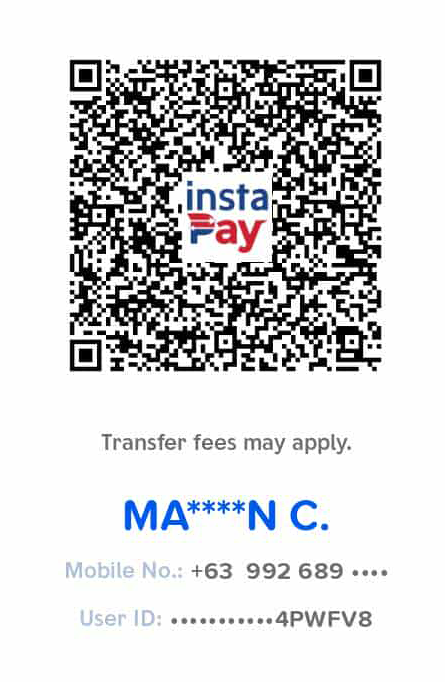 insta
Pay
Transfer fees may apply.
MA****N C.
Mobile No.: +63 992 689 ••••
User ID: •••••••••••4PWFV8